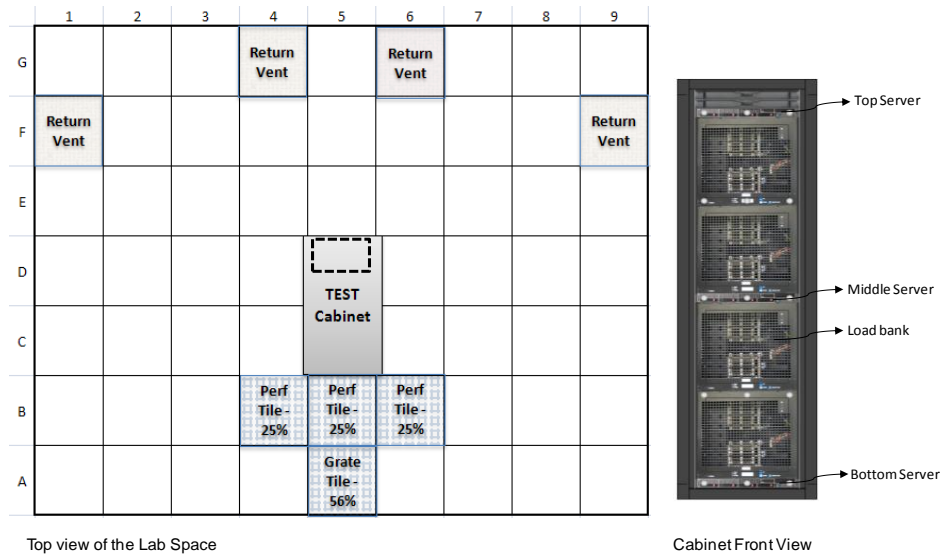 1 2 3 4 5 6 7 8 9
G
Return
Vent
Return
Vent
F
Return
Vent
Return
Vent
E
D
TEST
Cabinet
C
B
Perf
Tile -
25%
Perf
Tile -
25%
Perf
Tile -
25%
A
Grate
Tile -
56%
Top view of the Lab Space
Top Server
Middle Server
Load bank
Bottom Server
Cabinet Front View